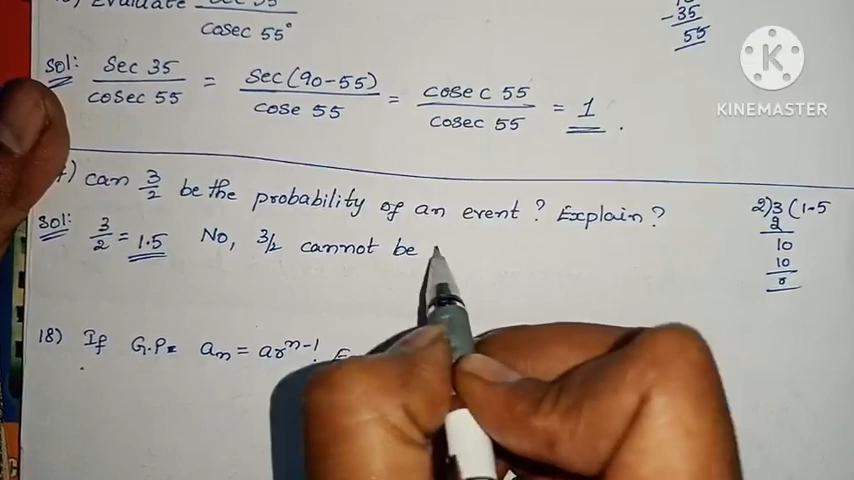 Evaluate
cosec 55°
-35
55
Sol: sec 35 / cosec 55 = sec(90-55) / cose 55 = cosec 55 / cosec 55 = 1.
K
KINEMASTER
) can 3/2 be the probability of an event? Explain?
Sol: 3/2 = 1.5 No, 3/2 cannot be
2)3(1.5
2
10
10
0
18) If G.P. an = ar^n-1.